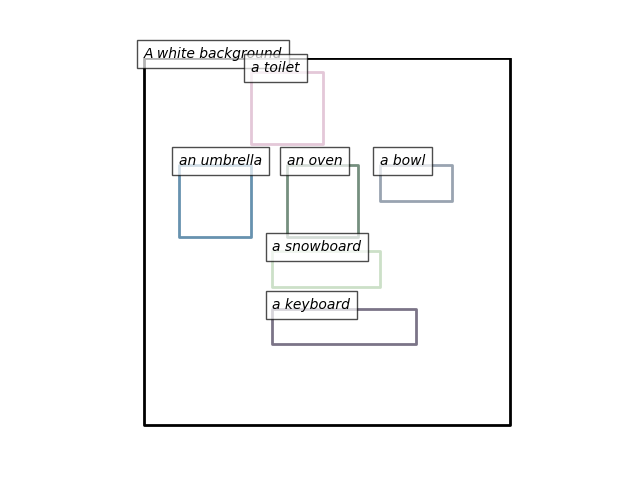 A white background
a toilet
an umbrella
an oven
a bowl
a snowboard
a keyboard